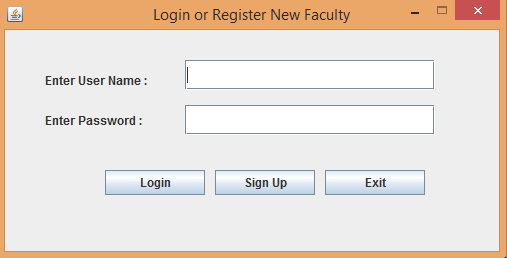 Login or Register New Faculty
Enter User Name :
Enter Password :
Login Sign Up Exit